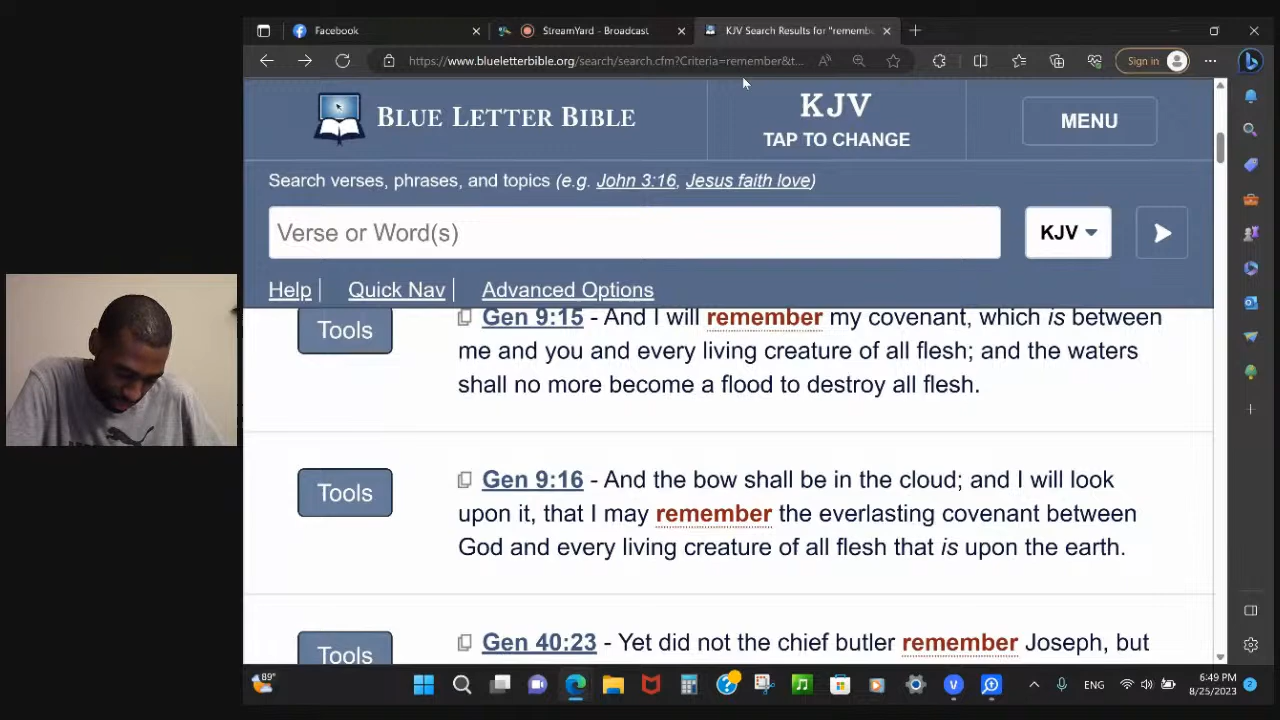 Facebook
StreamYard - Broadcast
KJV Search Results for "rememb
https://www.blueletterbible.org/search/search.cfm?Criteria=remember&t...
Sign in
BLUE LETTER BIBLE
KJV
TAP TO CHANGE
MENU
Search verses, phrases, and topics (e.g. John 3:16, Jesus faith love)
Verse or Word(s)
KJV
Help | Quick Nav | Advanced Options
Tools
Gen 9:15 - And I will remember my covenant, which is between
me and you and every living creature of all flesh; and the waters
shall no more become a flood to destroy all flesh.
Tools
Gen 9:16 - And the bow shall be in the cloud; and I will look
upon it, that I may remember the everlasting covenant between
God and every living creature of all flesh that is upon the earth.
Tools
Gen 40:23 - Yet did not the chief butler remember Joseph, but
89°
ENG
6:49 PM
8/25/2023
2